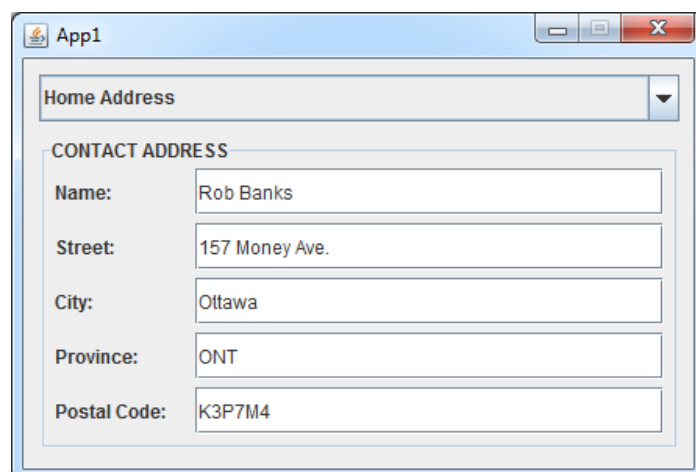 App1
Home Address
CONTACT ADDRESS
Name: Rob Banks
Street: 157 Money Ave.
City: Ottawa
Province: ONT
Postal Code: K3P7M4